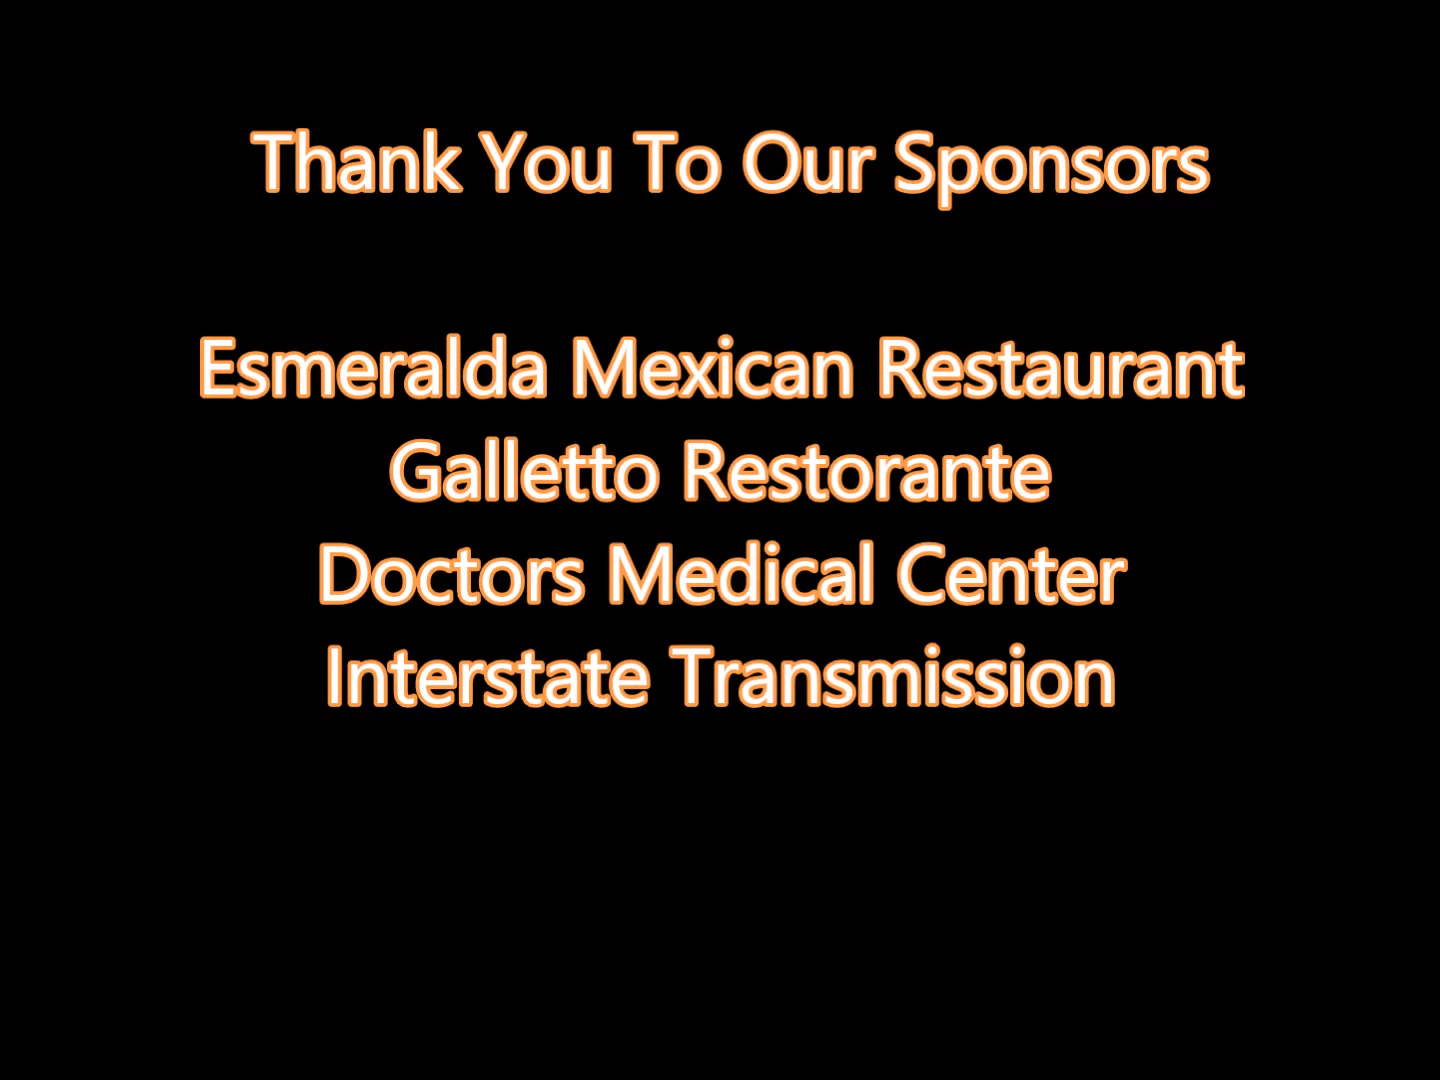 Thank You To Our Sponsors
Esmeralda Mexican Restaurant
Galletto Restorante
Doctors Medical Center
Interstate Transmission